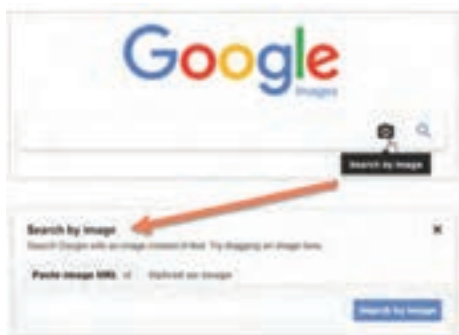 Google
Images
Search by image
Search by image
Search Google with an image instead of text. Try dragging an image here.
Paste image URL Upload an image
Search by image